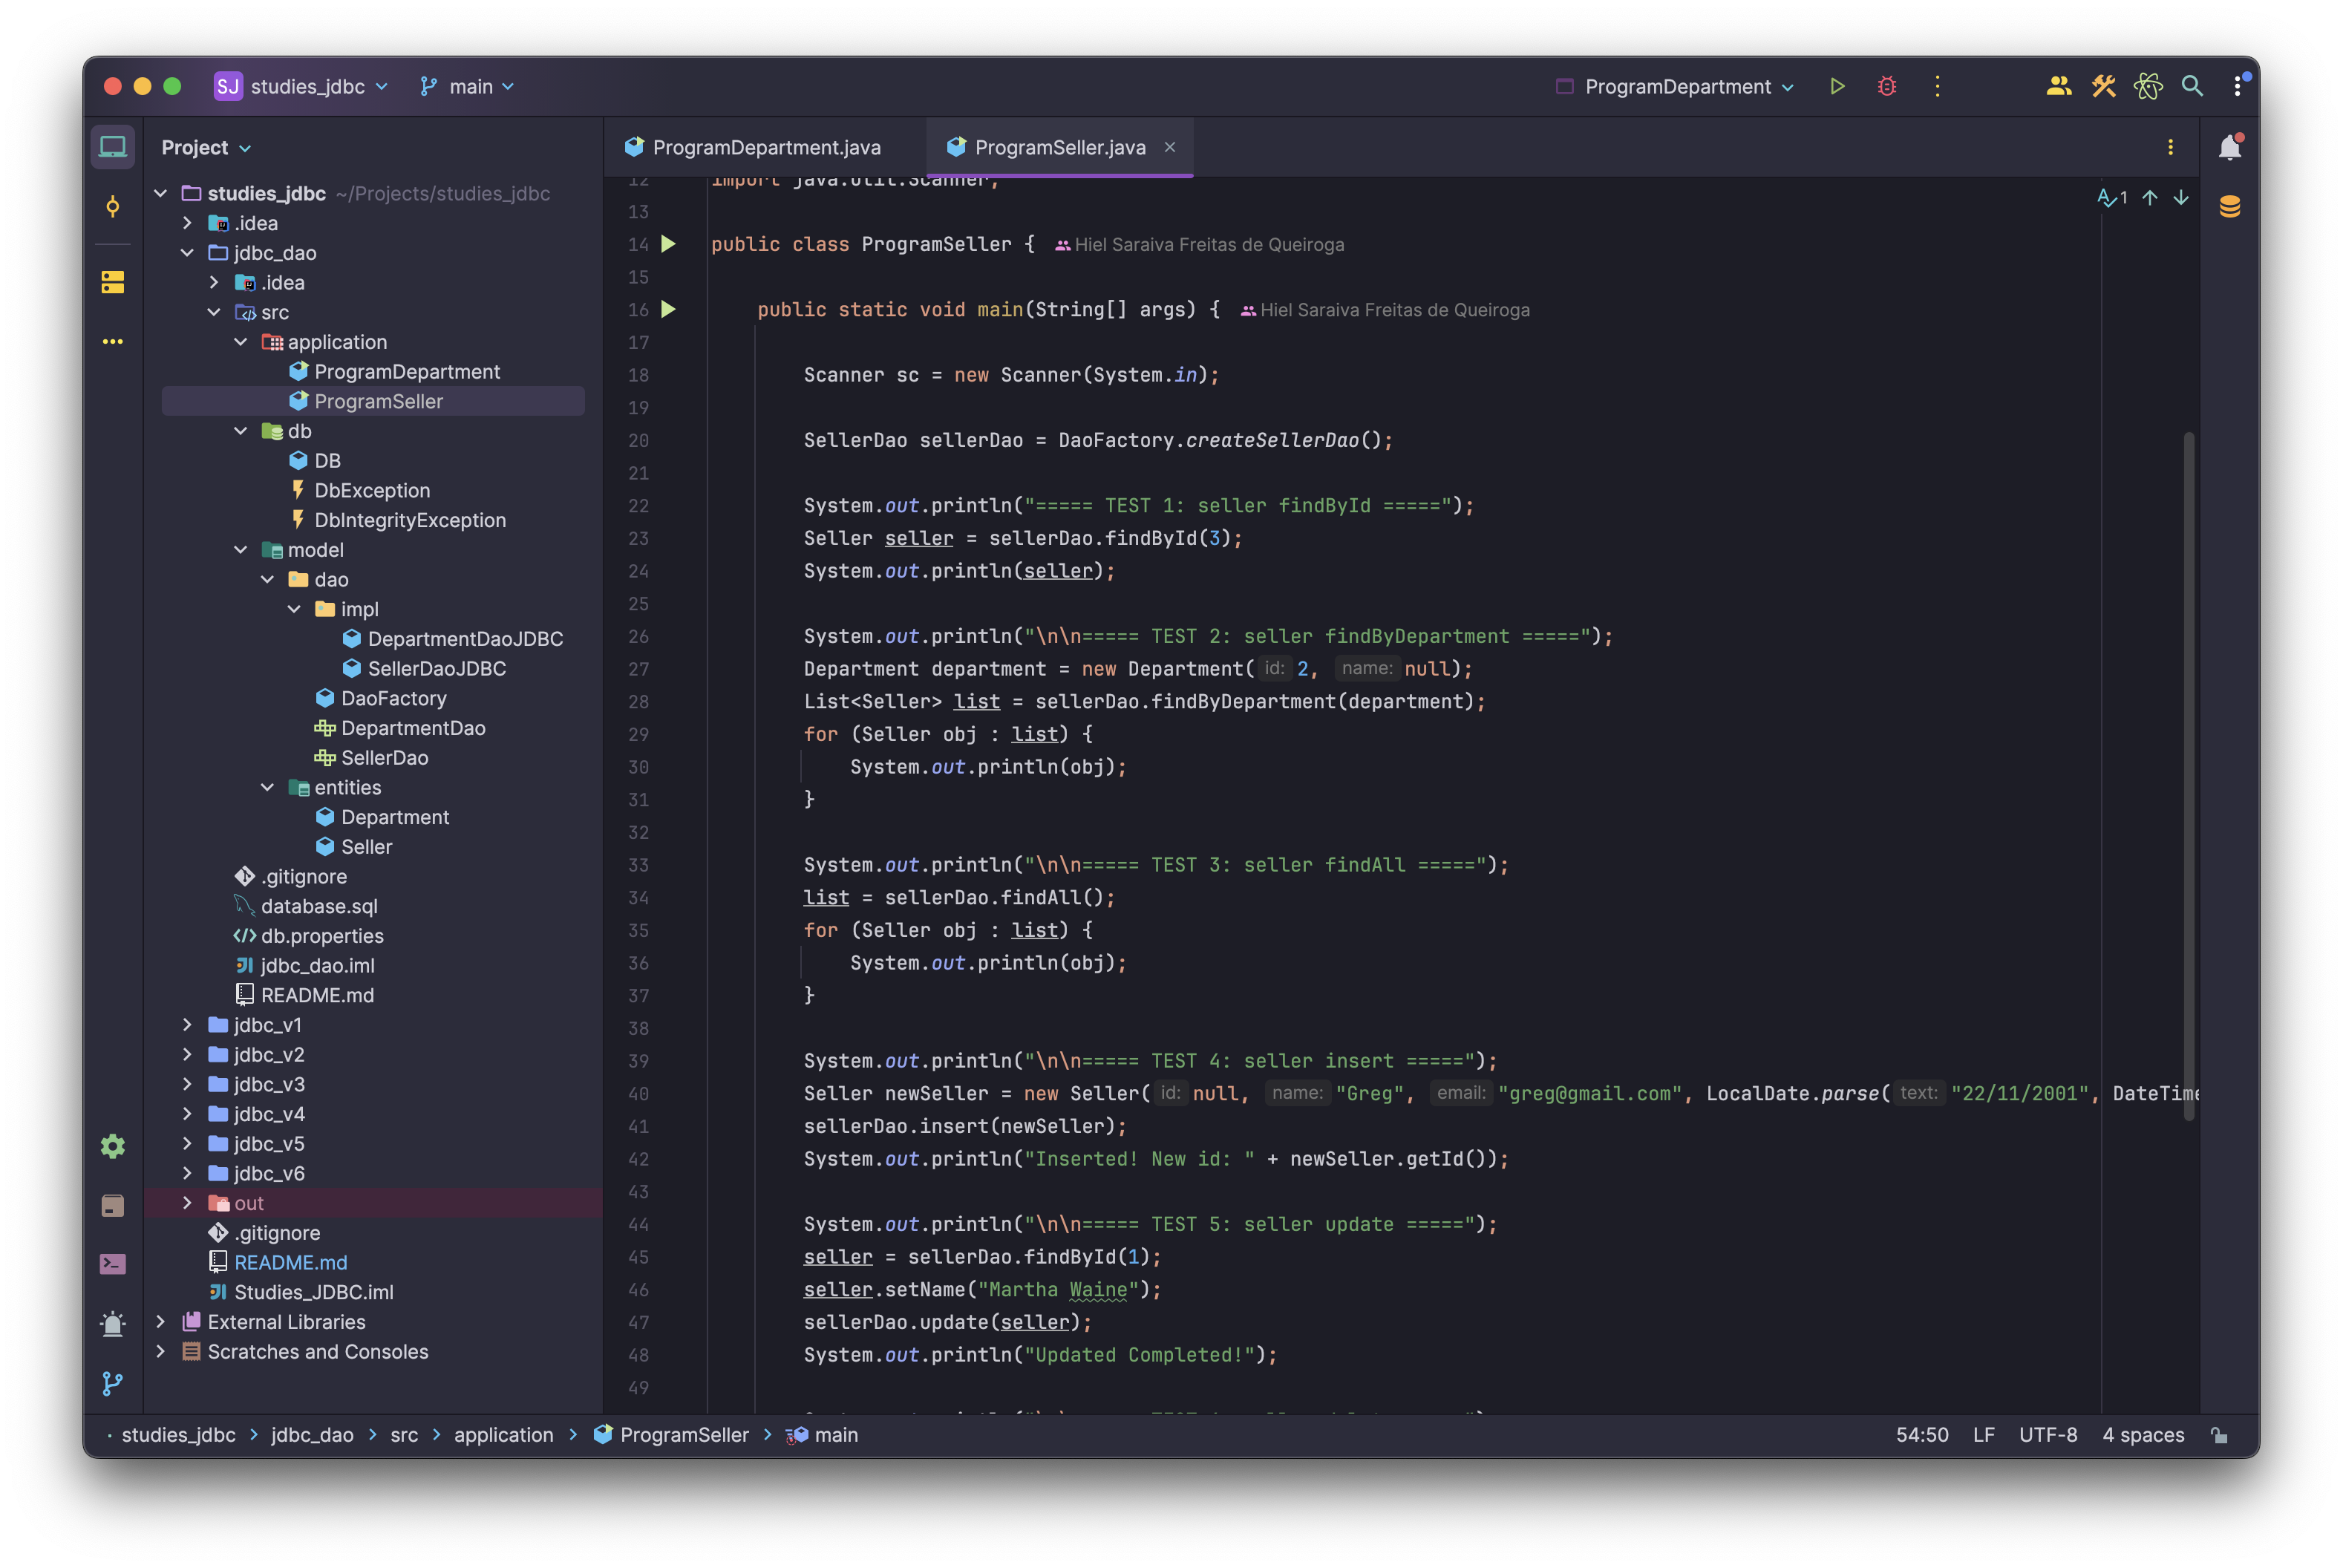 SJ studies_jdbc main ProgramDepartment
Project
studies_jdbc ~/Projects/studies_jdbc
.idea
jdbc_dao
.idea
src
application
ProgramDepartment
ProgramSeller
db
DB
DbException
DbIntegrityException
model
dao
impl
DepartmentDaoJDBC
SellerDaoJDBC
DaoFactory
DepartmentDao
SellerDao
entities
Department
Seller
.gitignore
database.sql
db.properties
jdbc_dao.iml
README.md
jdbc_v1
jdbc_v2
jdbc_v3
jdbc_v4
jdbc_v5
jdbc_v6
out
.gitignore
README.md
Studies_JDBC.iml
External Libraries
Scratches and Consoles
ProgramDepartment.java ProgramSeller.java
1
12 import java.util.Scanner;
13
14 public class ProgramSeller { Hiel Saraiva Freitas de Queiroga
15
16 public static void main(String[] args) { Hiel Saraiva Freitas de Queiroga
17
18 Scanner sc = new Scanner(System.in);
19
20 SellerDao sellerDao = DaoFactory.createSellerDao();
21
22 System.out.println("===== TEST 1: seller findById =====");
23 Seller seller = sellerDao.findById(3);
24 System.out.println(seller);
25
26 System.out.println("\n\n===== TEST 2: seller findByDepartment =====");
27 Department department = new Department( id: 2, name: null);
28 List<Seller> list = sellerDao.findByDepartment(department);
29 for (Seller obj : list) {
30 System.out.println(obj);
31 }
32
33 System.out.println("\n\n===== TEST 3: seller findAll =====");
34 list = sellerDao.findAll();
35 for (Seller obj : list) {
36 System.out.println(obj);
37 }
38
39 System.out.println("\n\n===== TEST 4: seller insert =====");
40 Seller newSeller = new Seller( id: null, name: "Greg", email: "greg@gmail.com", LocalDate.parse( text: "22/11/2001", DateTime
41 sellerDao.insert(newSeller);
42 System.out.println("Inserted! New id: " + newSeller.getId());
43
44 System.out.println("\n\n===== TEST 5: seller update =====");
45 seller = sellerDao.findById(1);
46 seller.setName("Martha Waine");
47 sellerDao.update(seller);
48 System.out.println("Updated Completed!");
49
studies_jdbc > jdbc_dao > src > application > ProgramSeller > main
54:50 LF UTF-8 4 spaces